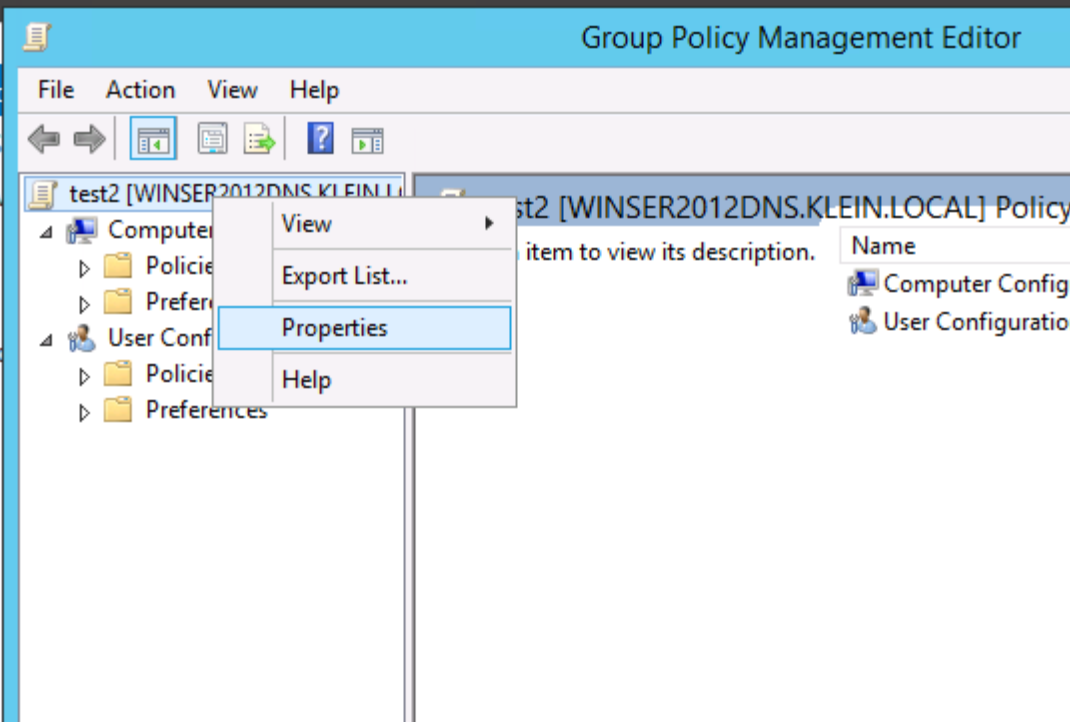 Group Policy Management Editor
File Action View Help
test2 [WINSER2012DNS.KLEIN.L
st2 [WINSER2012DNS.KLEIN.LOCAL] Policy
View
Computer
item to view its description.
Name
Policie
Export List...
Computer Config
Prefer
Properties
User Configuratio
User Conf
Policie
Help
Preferences